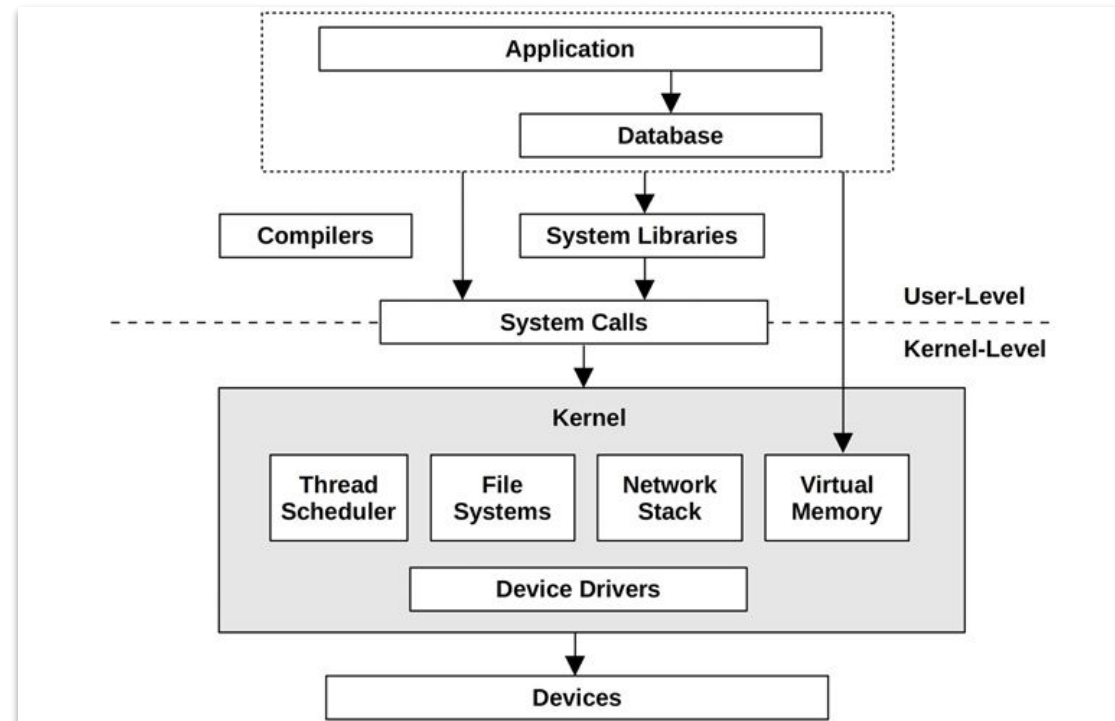 Application
Database
Compilers
System Libraries
User-Level
System Calls
Kernel-Level
Kernel
Thread
Scheduler
File
Systems
Network
Stack
Virtual
Memory
Device Drivers
Devices